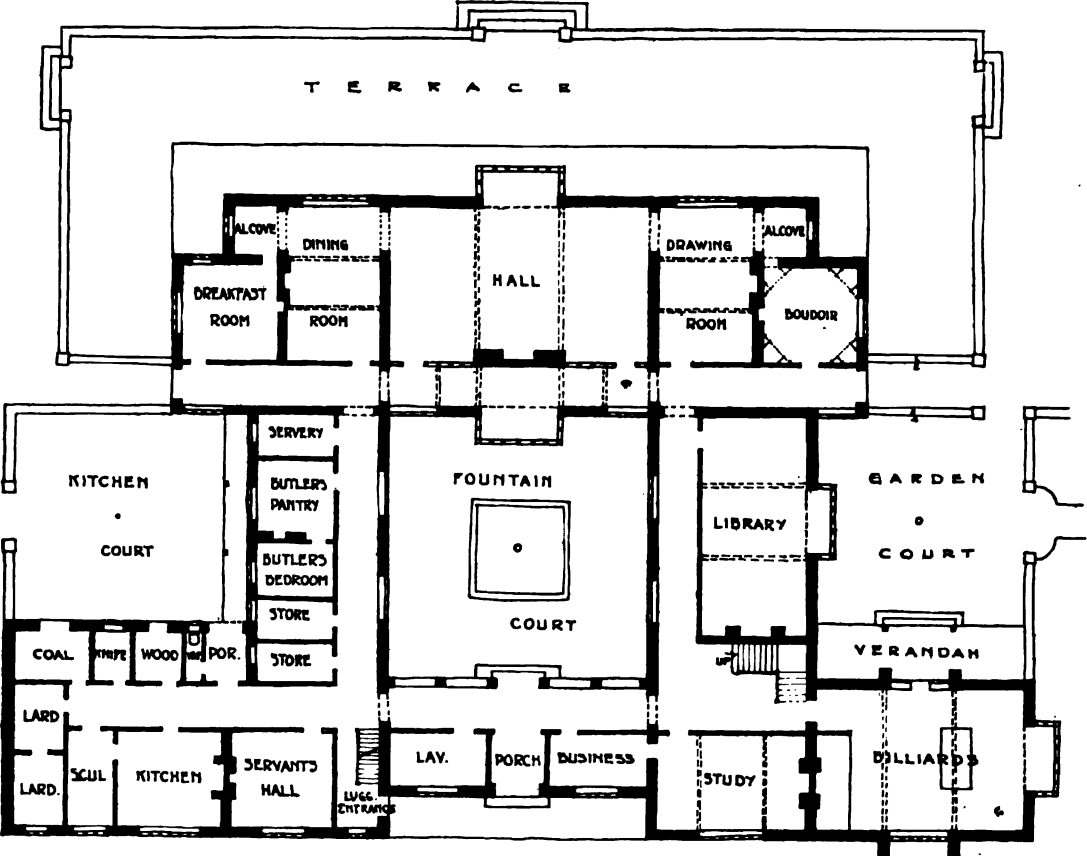 TERRACE
ALCOVE
DINING
DRAWING
ALCOVE
HALL
BREAKFAST
ROOM
ROOM
ROOM
BOUDOIR
SERVERY
KITCHEN
COURT
BUTLERS
PANTRY
BUTLERS
BEDROOM
STORE
STORE
FOUNTAIN
COURT
LIBRARY
GARDEN
COURT
UP
VERANDAH
COAL
KNIFE
WOOD
POR.
LARD
LARD.
SCUL
KITCHEN
SERVANTS
HALL
LUGG.
ENTRANCE
LAV.
PORCH
BUSINESS
STUDY
BILLIARDS